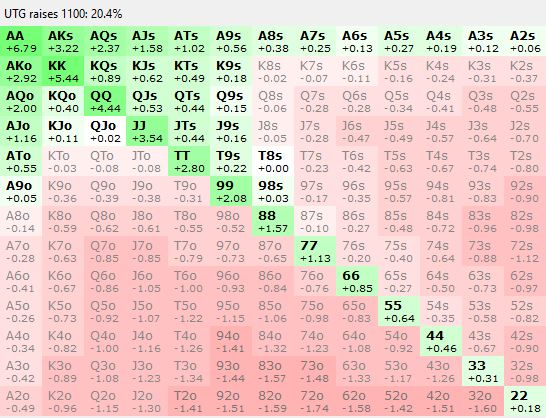 UTG raises 1100: 20.4%
AA AKs AQs AJs ATs A9s A8s A7s A6s A5s A4s A3s A2s
+6.79 +3.22 +2.37 +1.58 +1.02 +0.56 +0.38 +0.25 +0.13 +0.27 +0.19 +0.12 +0.06
AKo KK KQs KJs KTs K9s K8s K7s K6s K5s K4s K3s K2s
+2.92 +5.44 +0.89 +0.62 +0.49 +0.18 -0.02 -0.07 -0.11 -0.16 -0.24 -0.31 -0.37
AQo KQo QQ QJs QTs Q9s Q8s Q7s Q6s Q5s Q4s Q3s Q2s
+2.00 +0.40 +4.44 +0.53 +0.44 +0.15 -0.06 -0.28 -0.28 -0.34 -0.41 -0.48 -0.55
AJo KJo QJo JJ JTs J9s J8s J7s J6s J5s J4s J3s J2s
+1.16 +0.11 +0.02 +3.54 +0.44 +0.16 -0.05 -0.28 -0.47 -0.49 -0.56 -0.64 -0.70
ATo KTo QTo JTo TT T9s T8s T7s T6s T5s T4s T3s T2s
+0.55 -0.03 -0.08 -0.08 +2.80 +0.22 +0.00 -0.23 -0.42 -0.63 -0.67 -0.74 -0.80
A9o K9o Q9o J9o T9o 99 98s 97s 96s 95s 94s 93s 92s
+0.05 -0.36 -0.39 -0.38 -0.31 +2.08 +0.03 -0.17 -0.35 -0.57 -0.81 -0.83 -0.90
A8o K8o Q8o J8o T8o 98o 88 87s 86s 85s 84s 83s 82s
-0.14 -0.59 -0.62 -0.61 -0.55 -0.52 +1.57 -0.10 -0.27 -0.48 -0.72 -0.96 -0.98
A7o K7o Q7o J7o T7o 97o 87o 77 76s 75s 74s 73s 72s
-0.28 -0.63 -0.85 -0.85 -0.79 -0.73 -0.65 +1.13 -0.20 -0.40 -0.64 -0.88 -1.12
A6o K6o Q6o J6o T6o 96o 86o 76o 66 65s 64s 63s 62s
-0.41 -0.67 -0.86 -1.05 -1.00 -0.93 -0.84 -0.76 +0.85 -0.27 -0.50 -0.73 -0.97
A5o K5o Q5o J5o T5o 95o 85o 75o 65o 55 54s 53s 52s
-0.26 -0.73 -0.92 -1.07 -1.22 -1.15 -1.06 -0.98 -0.83 +0.64 -0.35 -0.58 -0.82
A4o K4o Q4o J4o T4o 94o 84o 74o 64o 54o 44 43s 42s
-0.34 -0.82 -1.00 -1.16 -1.26 -1.41 -1.32 -1.23 -1.08 -0.92 +0.46 -0.67 -0.90
A3o K3o Q3o J3o T3o 93o 83o 73o 63o 53o 43o 33 32s
-0.42 -0.89 -1.08 -1.23 -1.34 -1.44 -1.57 -1.48 -1.33 -1.17 -1.26 +0.31 -0.98
A2o K2o Q2o J2o T2o 92o 82o 72o 62o 52o 42o 32o 22
-0.49 -0.96 -1.15 -1.30 -1.41 -1.51 -1.59 -1.74 -1.58 -1.42 -1.51 -1.60 +0.18